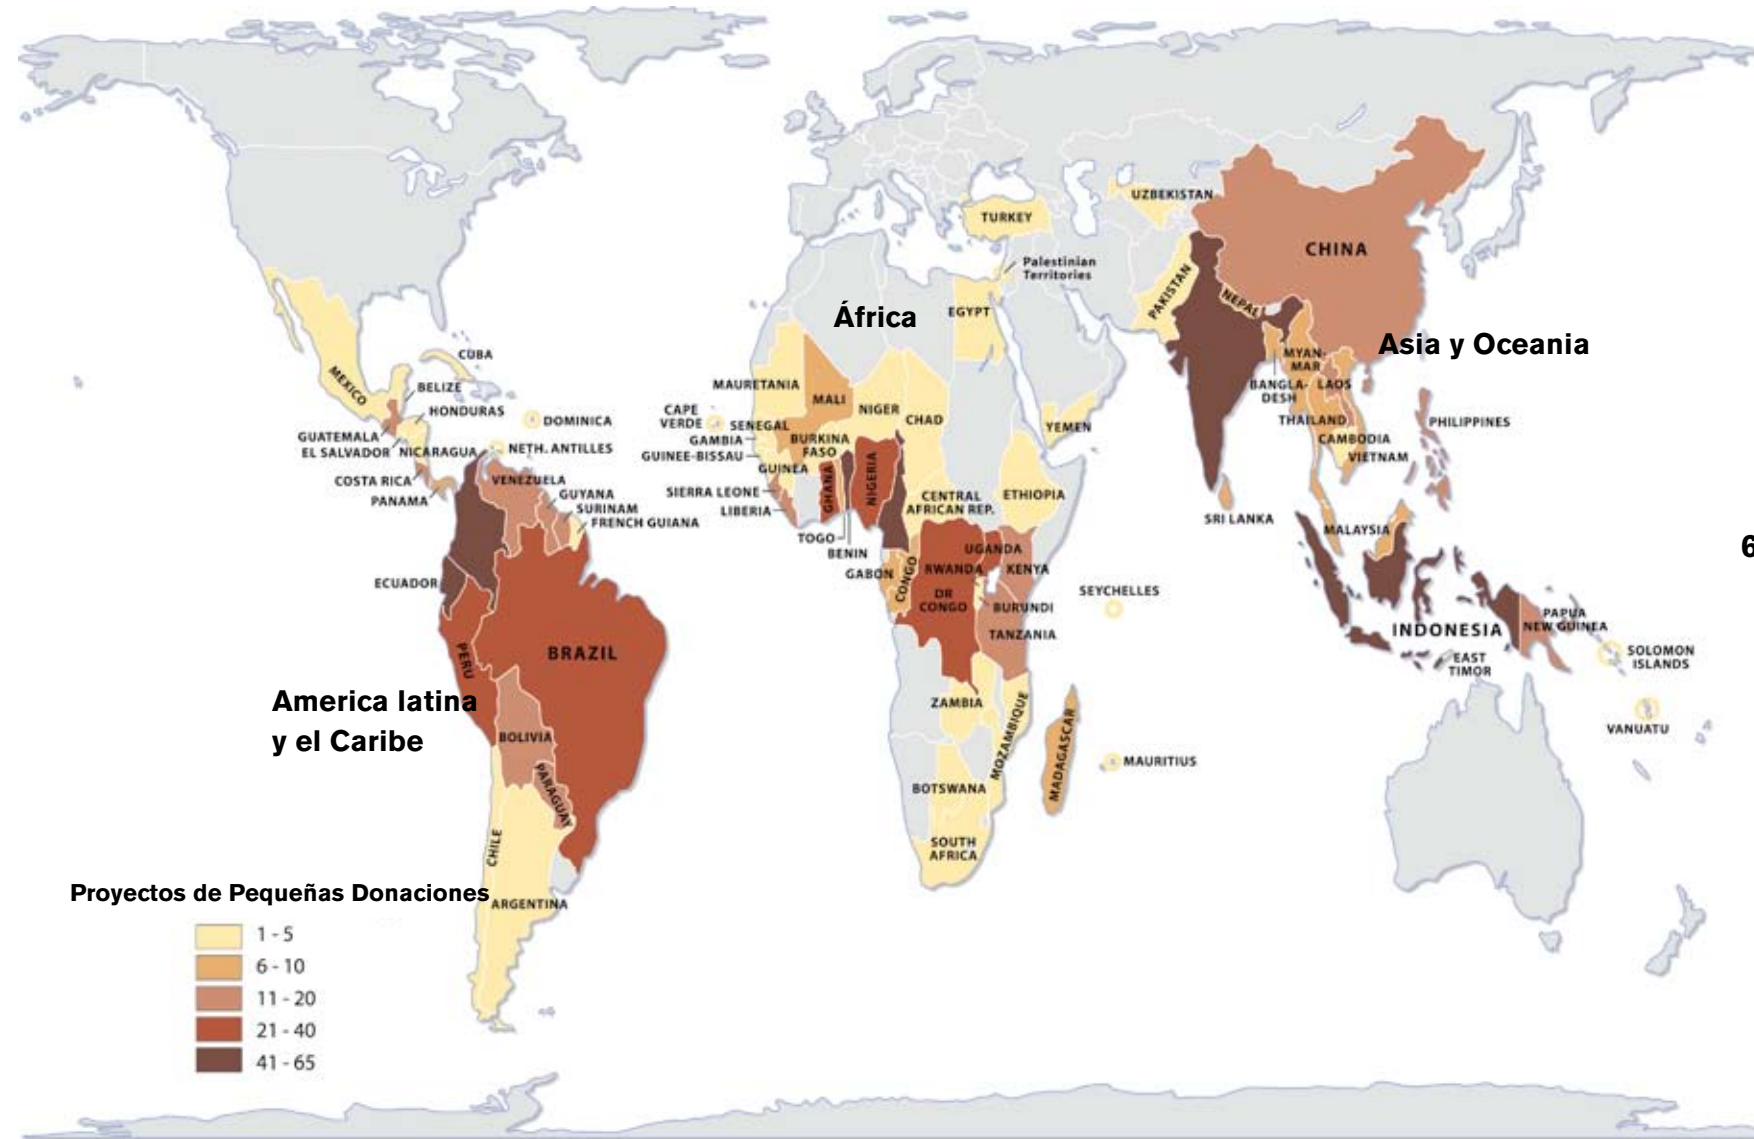 UZBEKISTAN
TURKEY
CHINA
Palestinian
Territories
PAKISTAN
NEPAL
África
EGYPT
Asia y Oceania
CUBA
MYAN-
MAR
MEXICO
BELIZE
MAURETANIA
MALI
BANGLA-
DESH
LAOS
HONDURAS
DOMINICA
CAPE
VERDE
SENEGAL
NIGER
CHAD
YEMEN
THAILAND
PHILIPPINES
GUATEMALA
EL SALVADOR
NICARAGUA
NETH. ANTILLES
GAMBIA
GUINEE-BISSAU
BURKINA
FASO
CAMBODIA
VIETNAM
COSTA RICA
PANAMA
VENEZUELA
GUYANA
SURINAM
FRENCH GUIANA
GUINEA
SIERRA LEONE
LIBERIA
GHANA
NIGERIA
CENTRAL
AFRICAN REP.
ETHIOPIA
SRI LANKA
MALAYSIA
TOGO
BENIN
UGANDA
6
ECUADOR
GABON
CONGO
RWANDA
KENYA
DR
CONGO
BURUNDI
SEYCHELLES
TANZANIA
INDONESIA
PAPUA
NEW GUINEA
EAST
TIMOR
SOLOMON
ISLANDS
PERU
BRAZIL
America latina
y el Caribe
ZAMBIA
MOZAMBIQUE
MADAGASCAR
VANUATU
BOLIVIA
MAURITIUS
PARAGUAY
BOTSWANA
CHILE
SOUTH
AFRICA
ARGENTINA
Proyectos de Pequeñas Donaciones
1 - 5
6 - 10
11 - 20
21 - 40
41 - 65